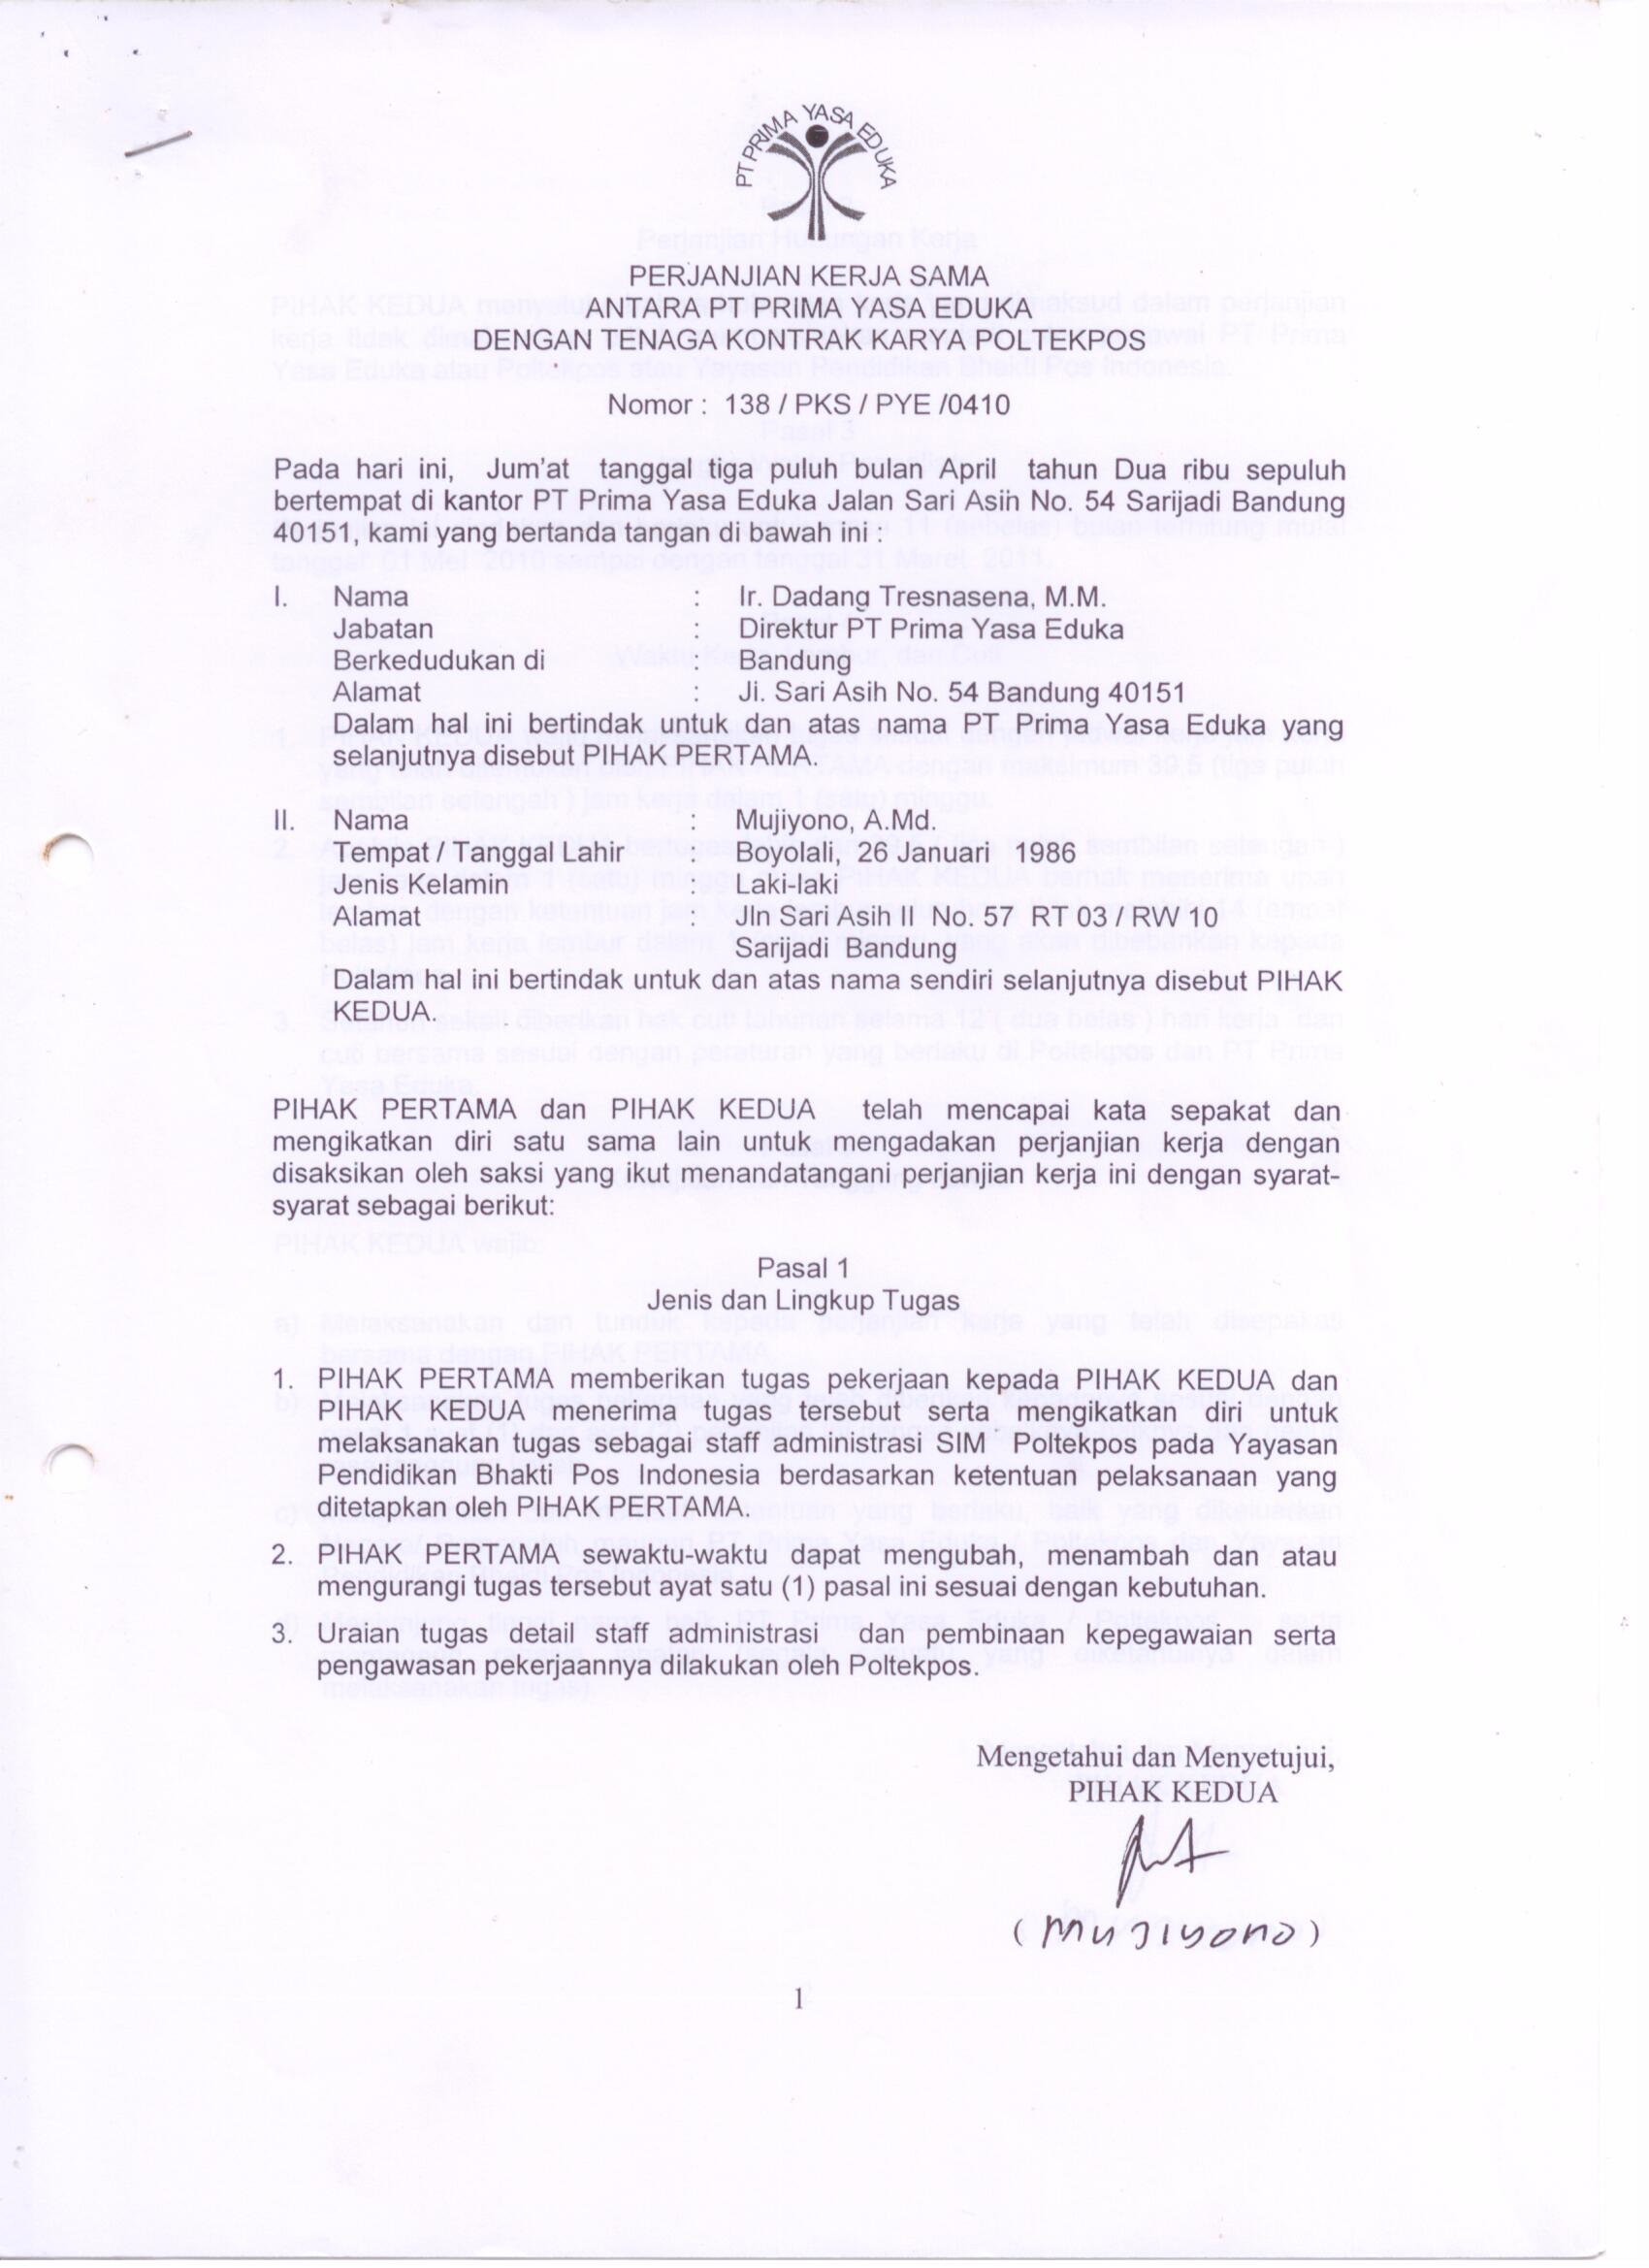 PT PRIMA YASA EDUKA
PERJANJIAN KERJA SAMA
ANTARA PT PRIMA YASA EDUKA
DENGAN TENAGA KONTRAK KARYA POLTEKPOS
Nomor : 138 / PKS / PYE /0410
Pada hari ini, Jum'at tanggal tiga puluh bulan April tahun Dua ribu sepuluh
bertempat di kantor PT Prima Yasa Eduka Jalan Sari Asih No. 54 Sarijadi Bandung
40151, kami yang bertanda tangan di bawah ini :
I. Nama : Ir. Dadang Tresnasena, M.M.
Jabatan : Direktur PT Prima Yasa Eduka
Berkedudukan di : Bandung
Alamat : Jl. Sari Asih No. 54 Bandung 40151
Dalam hal ini bertindak untuk dan atas nama PT Prima Yasa Eduka yang
selanjutnya disebut PIHAK PERTAMA.
II. Nama : Mujiyono, A.Md.
Tempat / Tanggal Lahir : Boyolali, 26 Januari 1986
Jenis Kelamin : Laki-laki
Alamat : Jln Sari Asih II No. 57 RT 03 / RW 10
Sarijadi Bandung
Dalam hal ini bertindak untuk dan atas nama sendiri selanjutnya disebut PIHAK
KEDUA.
PIHAK PERTAMA dan PIHAK KEDUA telah mencapai kata sepakat dan
mengikatkan diri satu sama lain untuk mengadakan perjanjian kerja dengan
disaksikan oleh saksi yang ikut menandatangani perjanjian kerja ini dengan syarat-
syarat sebagai berikut:
Pasal 1
Jenis dan Lingkup Tugas
1. PIHAK PERTAMA memberikan tugas pekerjaan kepada PIHAK KEDUA dan
PIHAK KEDUA menerima tugas tersebut serta mengikatkan diri untuk
melaksanakan tugas sebagai staff administrasi SIM Poltekpos pada Yayasan
Pendidikan Bhakti Pos Indonesia berdasarkan ketentuan pelaksanaan yang
ditetapkan oleh PIHAK PERTAMA.
2. PIHAK PERTAMA sewaktu-waktu dapat mengubah, menambah dan atau
mengurangi tugas tersebut ayat satu (1) pasal ini sesuai dengan kebutuhan.
3. Uraian tugas detail staff administrasi dan pembinaan kepegawaian serta
pengawasan pekerjaannya dilakukan oleh Poltekpos.
Mengetahui dan Menyetujui,
PIHAK KEDUA
( Mujiyono )
1